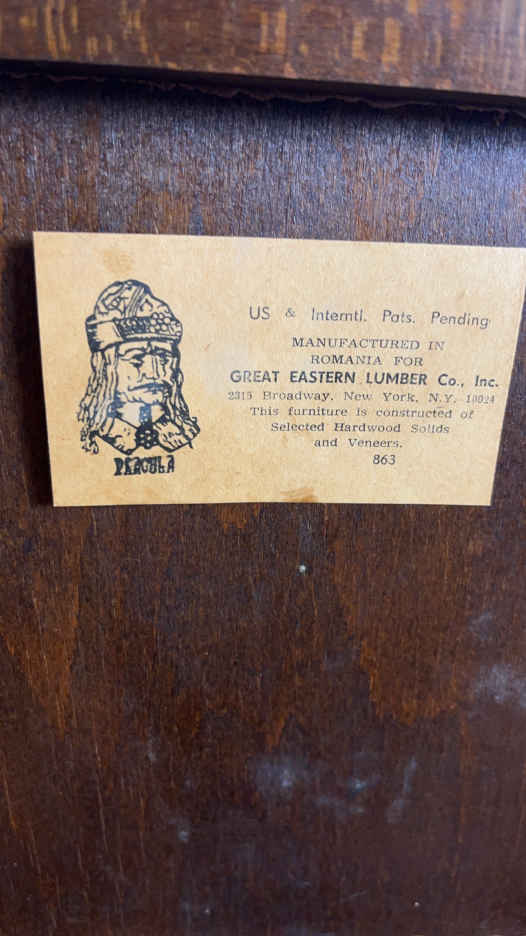 US & Interntl. Pats. Pending
MANUFACTURED IN
ROMANIA FOR
GREAT EASTERN LUMBER Co., Inc.
2315 Broadway, New York, N.Y. 10024
This furniture is constructed of
Selected Hardwood Solids
and Veneers.
863
DRACULA